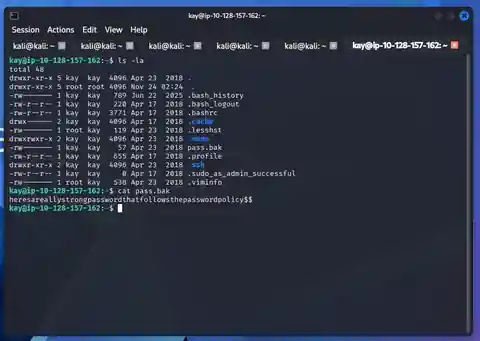 kay@ip-10-128-157-162: ~
Session Actions Edit View Help
kali@kali: ~ kali@kali: ~ kali@kali: ~ kali@kali: ~ kay@ip-10-128-157-162: ~
kay@ip-10-128-157-162:~$ ls -la
total 48
drwxr-xr-x 5 kay kay 4096 Apr 23 2018 .
drwxr-xr-x 5 root root 4096 Nov 24 02:24 ..
-rw------- 1 kay kay 789 Jun 22 2025 .bash_history
-rw-r--r-- 1 kay kay 220 Apr 17 2018 .bash_logout
-rw-r--r-- 1 kay kay 3771 Apr 17 2018 .bashrc
drwx------ 2 kay kay 4096 Apr 17 2018 .cache
-rw------- 1 root kay 119 Apr 23 2018 .lesshst
drwxrwxr-x 2 kay kay 4096 Apr 23 2018 .nano
-rw------- 1 kay kay 57 Apr 23 2018 pass.bak
-rw-r--r-- 1 kay kay 655 Apr 17 2018 .profile
drwxr-xr-x 2 kay kay 4096 Apr 23 2018 .ssh
-rw-r--r-- 1 kay kay 0 Apr 17 2018 .sudo_as_admin_successful
-rw------- 1 root kay 538 Apr 23 2018 .viminfo
kay@ip-10-128-157-162:~$ cat pass.bak
heresareallystrongpasswordthatfollowsthepasswordpolicy$$
kay@ip-10-128-157-162:~$